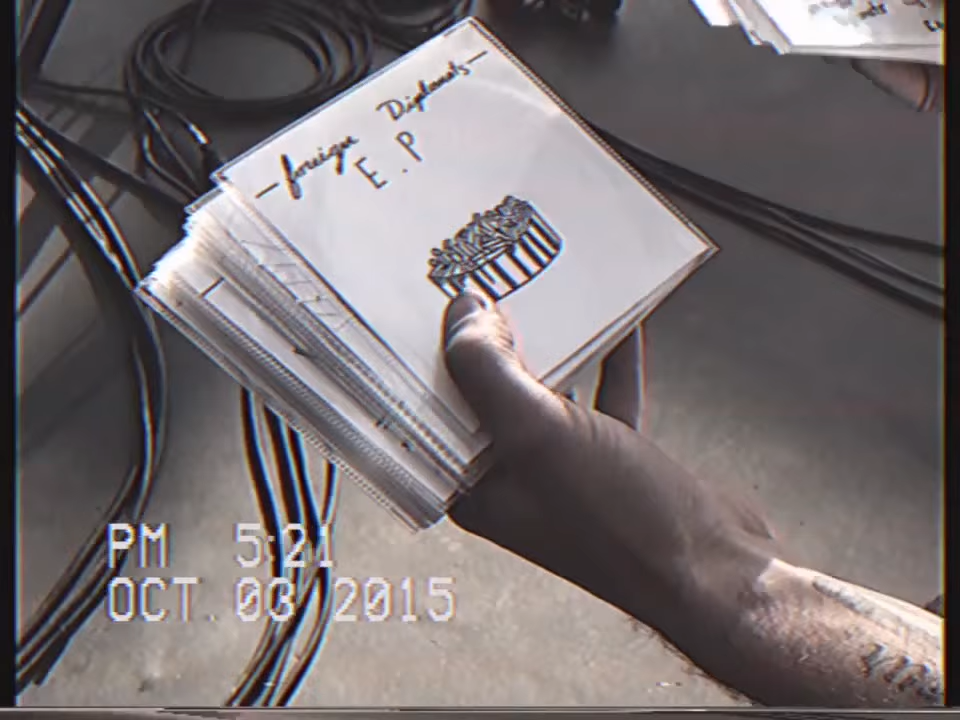 — foreign Diplomats —
E.P
PM 5:21
OCT. 03 2015